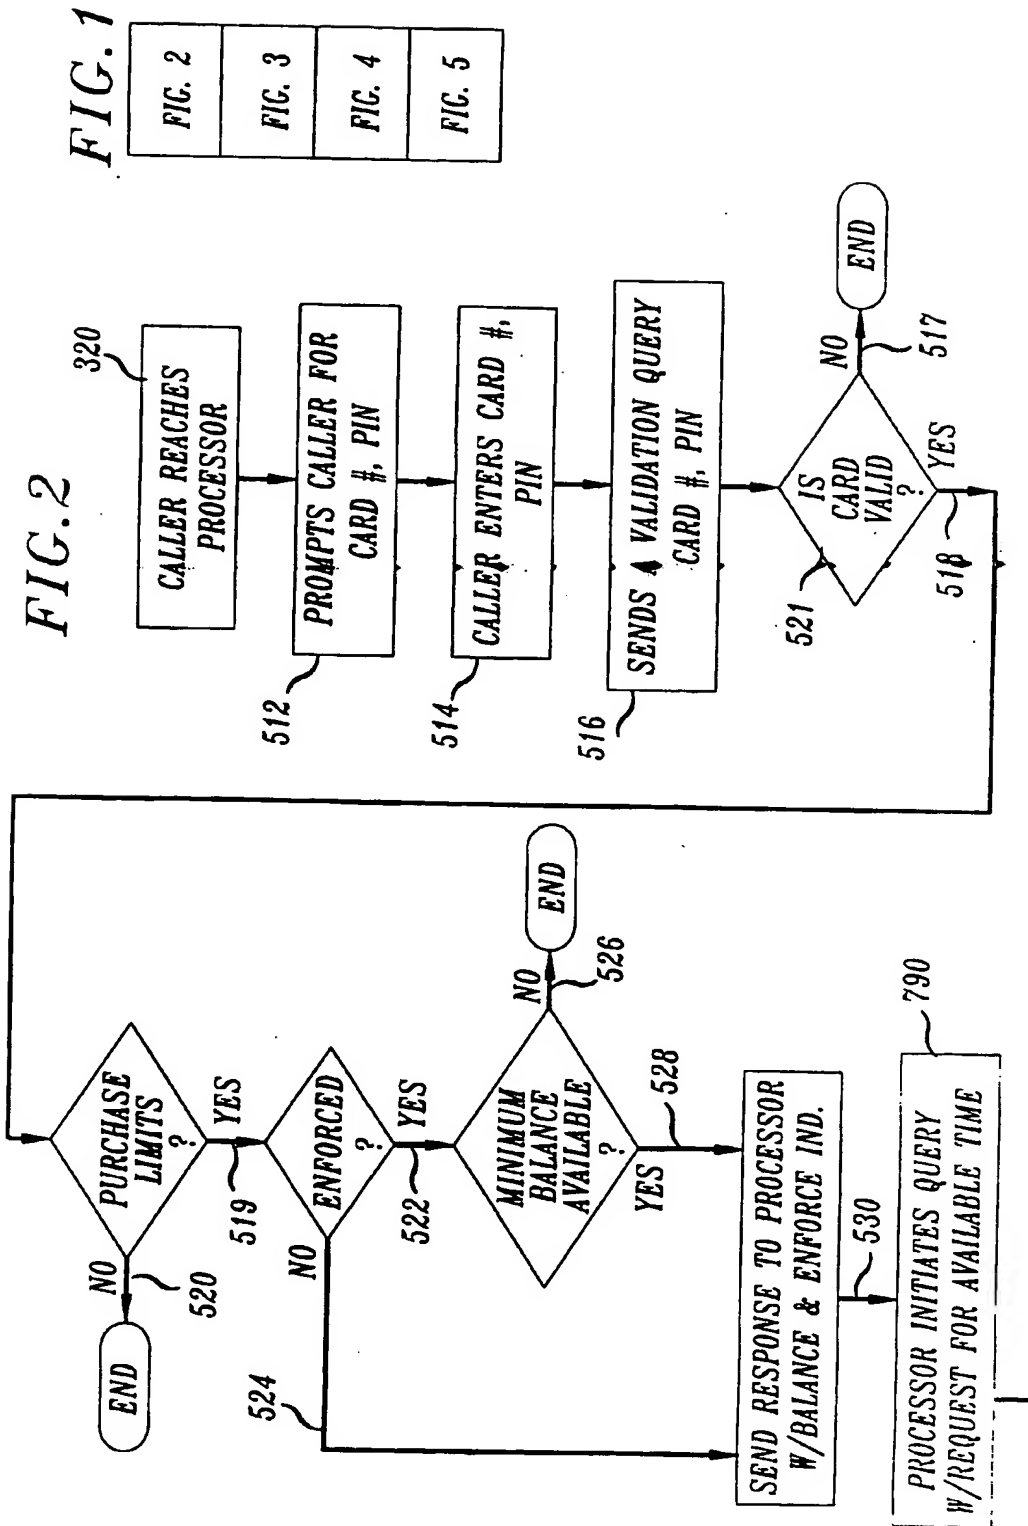 FIG. 1
FIG. 2
FIG. 3
FIG. 4
FIG. 5
FIG.2
320
CALLER REACHES
PROCESSOR
512
PROMPTS CALLER FOR
CARD #, PIN
514
CALLER ENTERS CARD #,
PIN
516
SENDS A VALIDATION QUERY
CARD #, PIN
521
IS
CARD
VALID
?
NO
517
END
YES
518
PURCHASE
LIMITS
?
NO
520
END
YES
519
ENFORCED
?
NO
524
YES
522
MINIMUM
BALANCE
AVAILABLE
?
NO
526
END
YES
528
SEND RESPONSE TO PROCESSOR
W/BALANCE & ENFORCE IND.
530
790
PROCESSOR INITIATES QUERY
W/REQUEST FOR AVAILABLE TIME